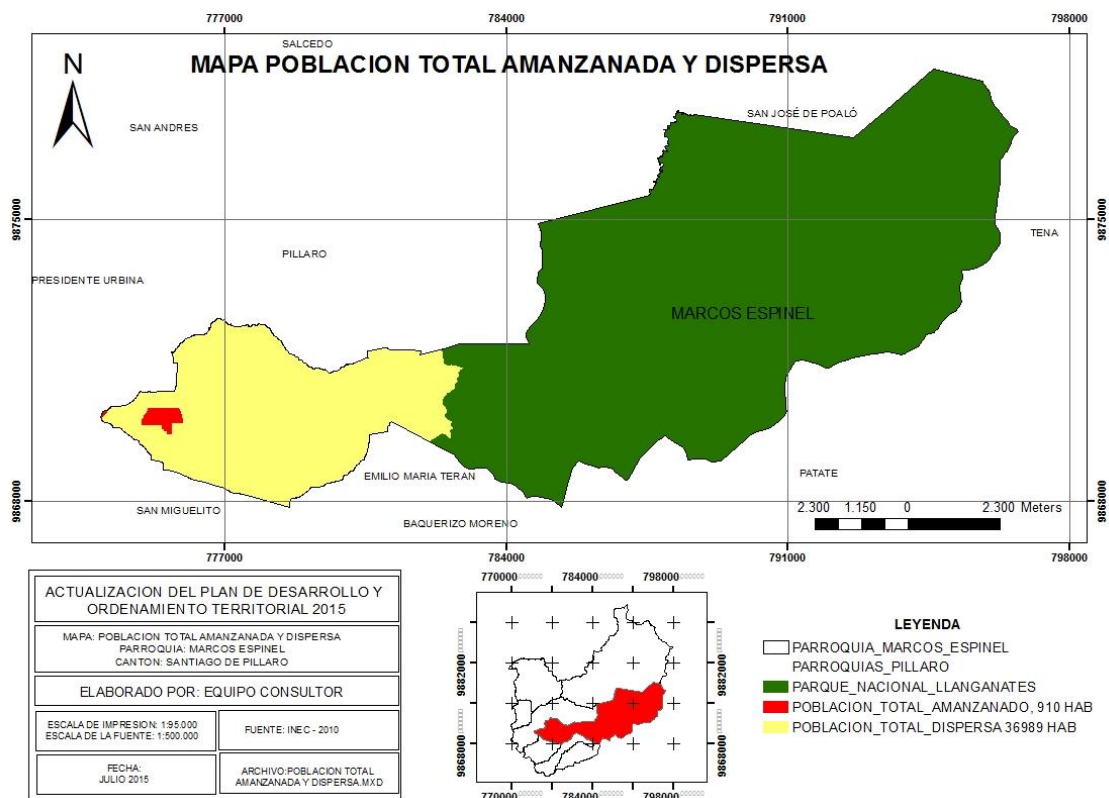 777000 784000 791000 798000
SALCEDO
N
MAPA POBLACION TOTAL AMANZANADA Y DISPERSA
SAN JOSÉ DE POALÓ
SAN ANDRES
9875000 9875000
TENA
PILLARO
PRESIDENTE URBINA
MARCOS ESPINEL
EMILIO MARIA TERAN
PATATE
9868000 9868000
SAN MIGUELITO
BAQUERIZO MORENO
2.300 1.150 0 2.300 Meters
777000 784000 791000 798000
ACTUALIZACION DEL PLAN DE DESARROLLO Y
ORDENAMIENTO TERRITORIAL 2015
MAPA: POBLACION TOTAL AMANZANADA Y DISPERSA
PARROQUIA: MARCOS ESPINEL
CANTON: SANTIAGO DE PILLARO
ELABORADO POR: EQUIPO CONSULTOR
ESCALA DE IMPRESION: 1:95.000
ESCALA DE LA FUENTE: 1:500.000
FUENTE: INEC - 2010
FECHA:
JULIO 2015
ARCHIVO:POBLACION TOTAL
AMANZANADA Y DISPERSA.MXD
770000 784000 798000
9882000 9882000
9868000 9868000
770000 784000 798000
LEYENDA
PARROQUIA_MARCOS_ESPINEL
PARROQUIAS_PILLARO
PARQUE_NACIONAL_LLANGANATES
POBLACION_TOTAL_AMANZANADO, 910 HAB
POBLACION_TOTAL_DISPERSA 36989 HAB